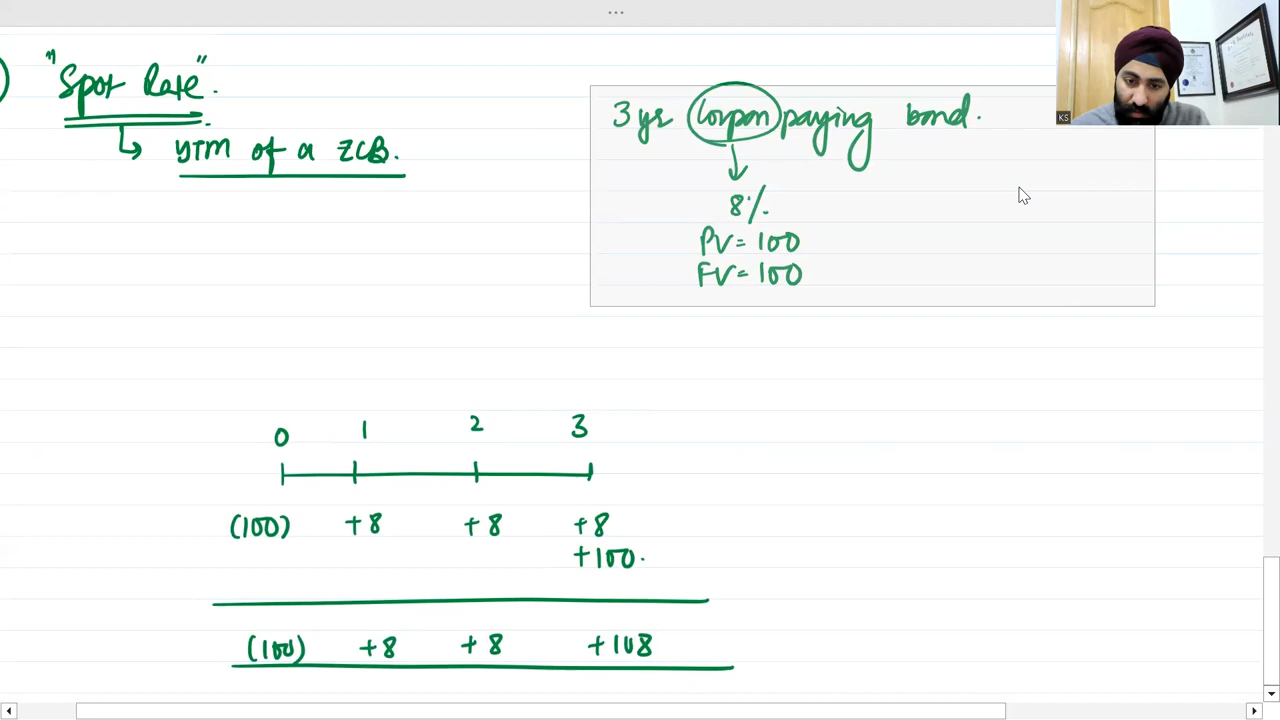 "Spot Rate".
↳ YTM of a ZCB.
3 yr Coupon paying bond.
↓
8%.
PV = 100
FV = 100
KS
0 1 2 3
(100) +8 +8 +8
+100.
(100) +8 +8 +108